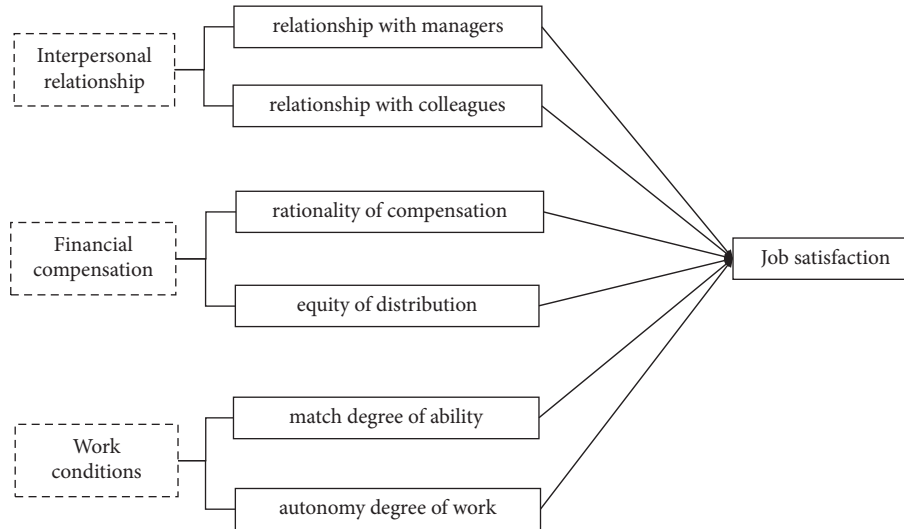 Interpersonal
relationship
relationship with managers
relationship with colleagues
Financial
compensation
rationality of compensation
equity of distribution
Work
conditions
match degree of ability
autonomy degree of work
Job satisfaction